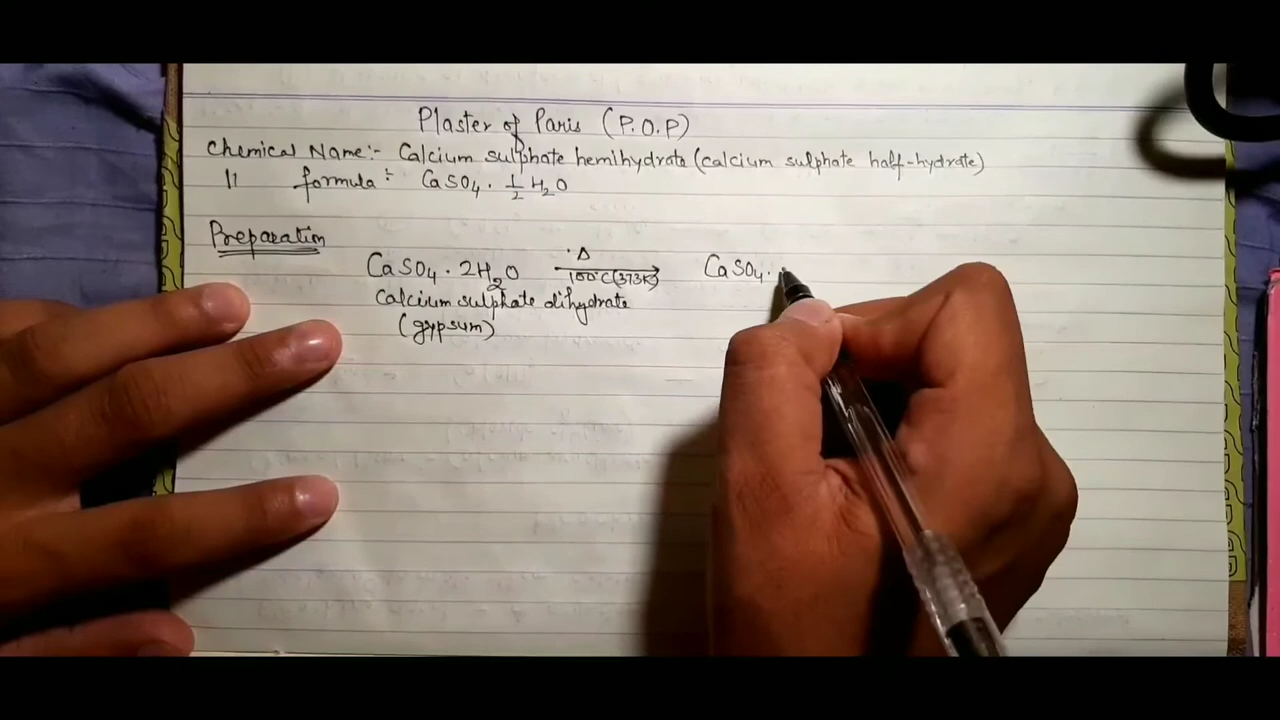 Plaster of Paris (P.O.P)
Chemical Name:- Calcium sulphate hemihydrate (calcium sulphate half-hydrate)
〃 formula:- CaSO₄ · ½ H₂O
Preparation
CaSO₄ · 2H₂O Δ 100°C(373K) → CaSO₄ ·
Calcium sulphate dihydrate
(gypsum)